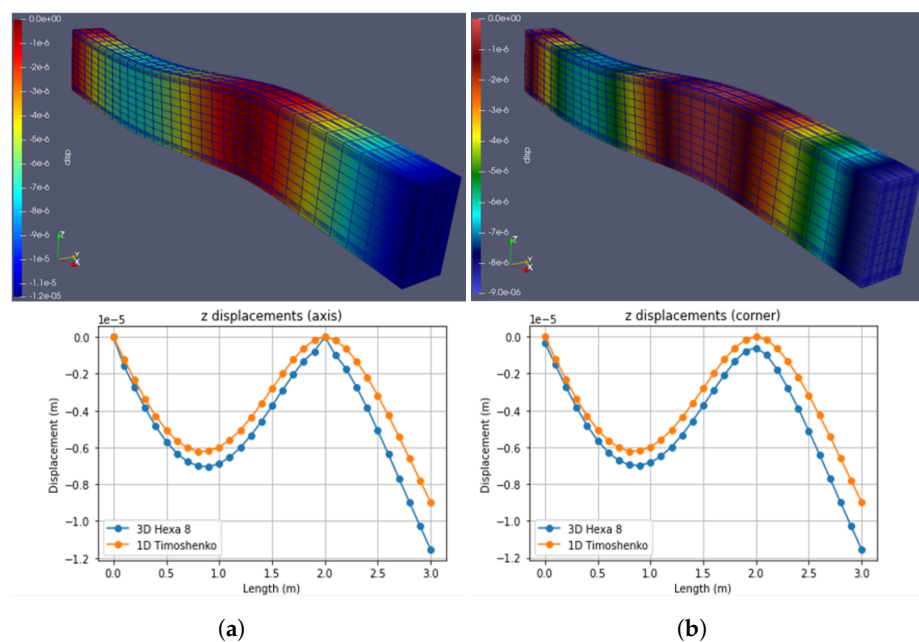 0.0e+00
-1e-6
-2e-6
-3e-6
-4e-6
-5e-6
-6e-6
-7e-6
-8e-6
-9e-6
-1e-5
-1.1e-5
-1.2e-05
disp
Z
Y
X
0.0e+00
-1e-6
-2e-6
-3e-6
-4e-6
-5e-6
-6e-6
-7e-6
-8e-6
-9.0e-06
disp
Z
Y
X
z displacements (axis)
1e−5
0.0
−0.2
−0.4
−0.6
−0.8
−1.0
−1.2
Displacement (m)
3D Hexa 8
1D Timoshenko
0.0 0.5 1.0 1.5 2.0 2.5 3.0
Length (m)
z displacements (corner)
1e−5
0.0
−0.2
−0.4
−0.6
−0.8
−1.0
−1.2
Displacement (m)
3D Hexa 8
1D Timoshenko
0.0 0.5 1.0 1.5 2.0 2.5 3.0
Length (m)
(a)
(b)